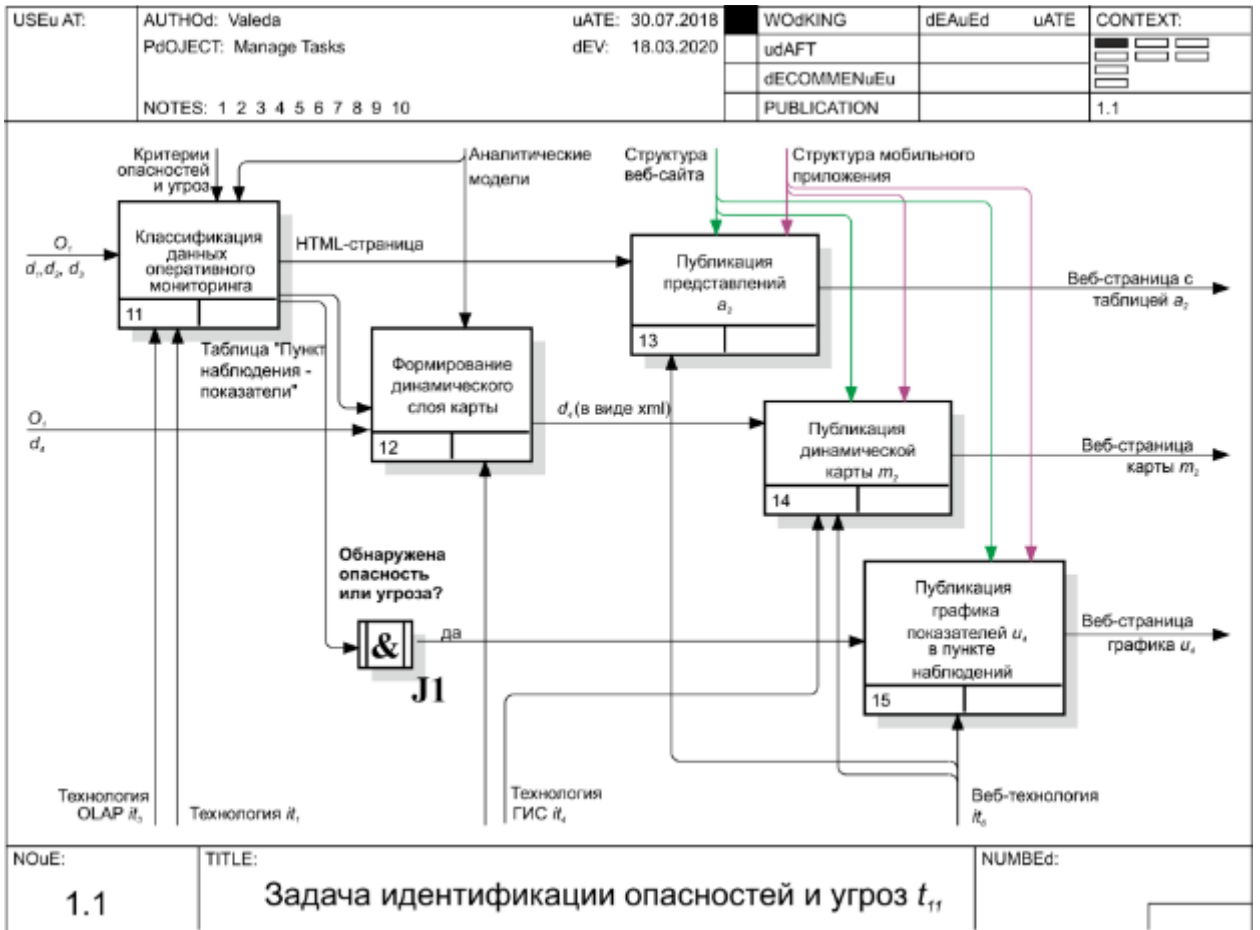 USEu AT:
AUTHOd: Valeda
uATE: 30.07.2018
WOdKING
dEAuEd
uATE
CONTEXT:
PdOJECT: Manage Tasks
dEV: 18.03.2020
udAFT
dECOMMENuEu
NOTES: 1 2 3 4 5 6 7 8 9 10
PUBLICATION
1.1
Критерии
опасностей
и угроз
Аналитические
модели
Структура
веб-сайта
Структура мобильного
приложения
Классификация
данных
оперативного
мониторинга
11
HTML-страница
Публикация
представлений
a₂
13
Веб-страница с
таблицей a₂
Таблица "Пункт
наблюдения -
показатели"
Формирование
динамического
слоя карты
12
d₄ (в виде xml)
Публикация
динамической
карты m₂
14
Веб-страница
карты m₂
Обнаружена
опасность
или угроза?
&
J1
да
Публикация
графика
показателей u₄
в пункте
наблюдений
15
Веб-страница
графика u₄
Технология
OLAP
Технология
Технология
ГИС it₄
Веб-технология
NOuE:
1.1
TITLE:
Задача идентификации опасностей и угроз t₁₁
NUMBEd: